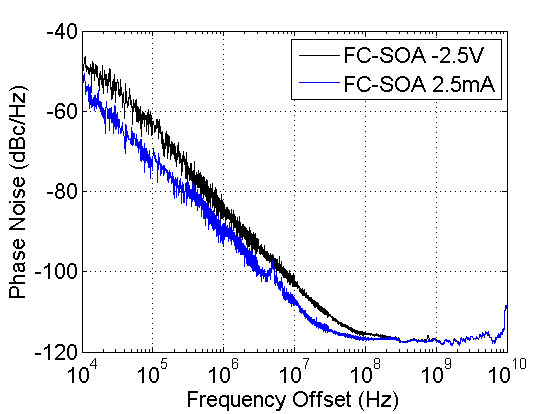 -40
-60
-80
-100
-120
Phase Noise (dBc/Hz)
FC-SOA -2.5V
FC-SOA 2.5mA
10^4 10^5 10^6 10^7 10^8 10^9 10^10
Frequency Offset (Hz)